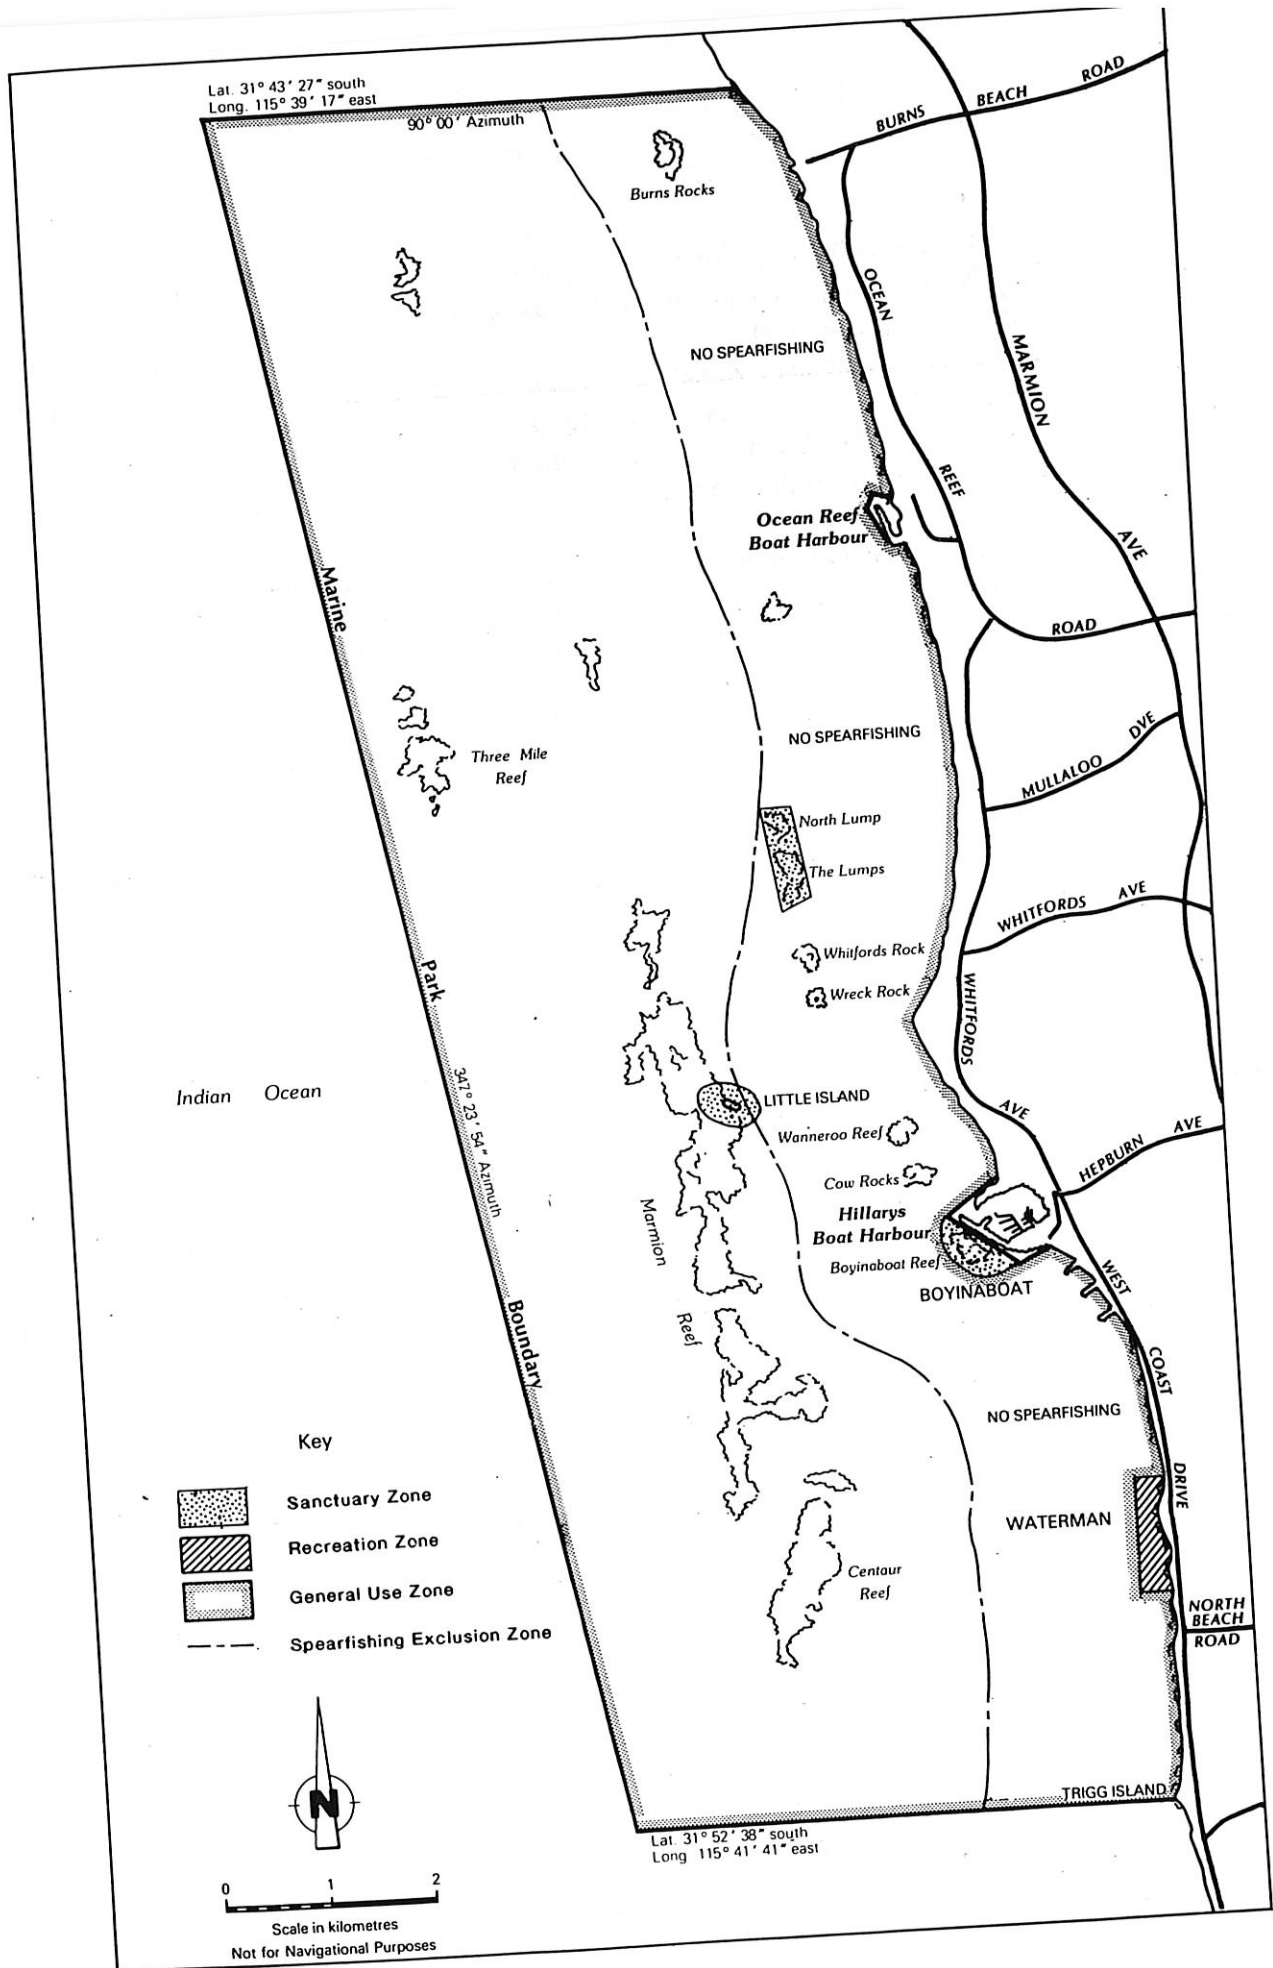 Lat. 31° 43' 27" south
Long. 115° 39' 17" east
90° 00' Azimuth
BURNS BEACH ROAD
Burns Rocks
OCEAN
NO SPEARFISHING
MARMION
REEF
Ocean Reef
Boat Harbour
AVE
Marine
ROAD
NO SPEARFISHING
MULLALOO DVE
Three Mile
Reef
North Lump
The Lumps
WHITFORDS AVE
Whitfords Rock
Park
Wreck Rock
WHITFORDS
Indian Ocean
347° 23' 54" Azimuth
LITTLE ISLAND
AVE
Wanneroo Reef
HEPBURN AVE
Cow Rocks
Marmion
Hillarys
Boat Harbour
Boyinaboat Reef
BOYINABOAT
WEST
Reef
Boundary
COAST
NO SPEARFISHING
Key
DRIVE
Sanctuary Zone
WATERMAN
Recreation Zone
Centaur
Reef
General Use Zone
NORTH
BEACH
ROAD
Spearfishing Exclusion Zone
TRIGG ISLAND
N
Lat. 31° 52' 38" south
Long 115° 41' 41" east
0 1 2
Scale in kilometres
Not for Navigational Purposes